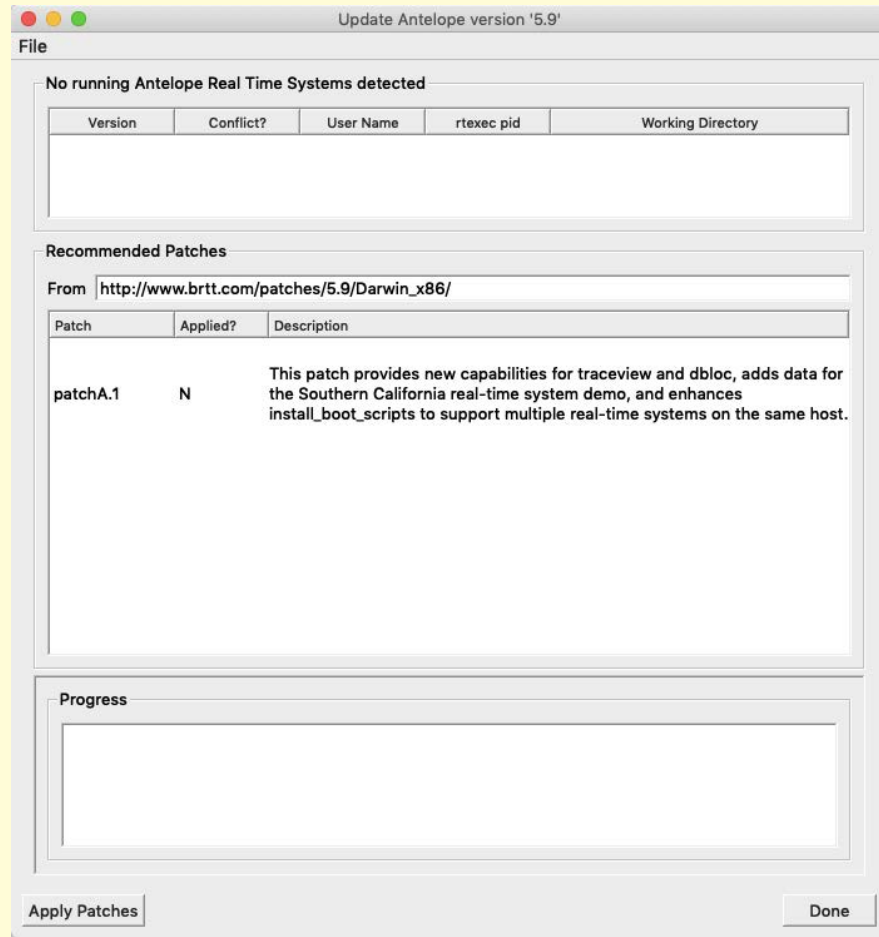 Update Antelope version '5.9'
File
No running Antelope Real Time Systems detected
Version Conflict? User Name rtexec pid Working Directory
Recommended Patches
From http://www.brtt.com/patches/5.9/Darwin_x86/
Patch Applied? Description
This patch provides new capabilities for traceview and dbloc, adds data for
patchA.1 N the Southern California real-time system demo, and enhances
install_boot_scripts to support multiple real-time systems on the same host.
Progress
Apply Patches Done